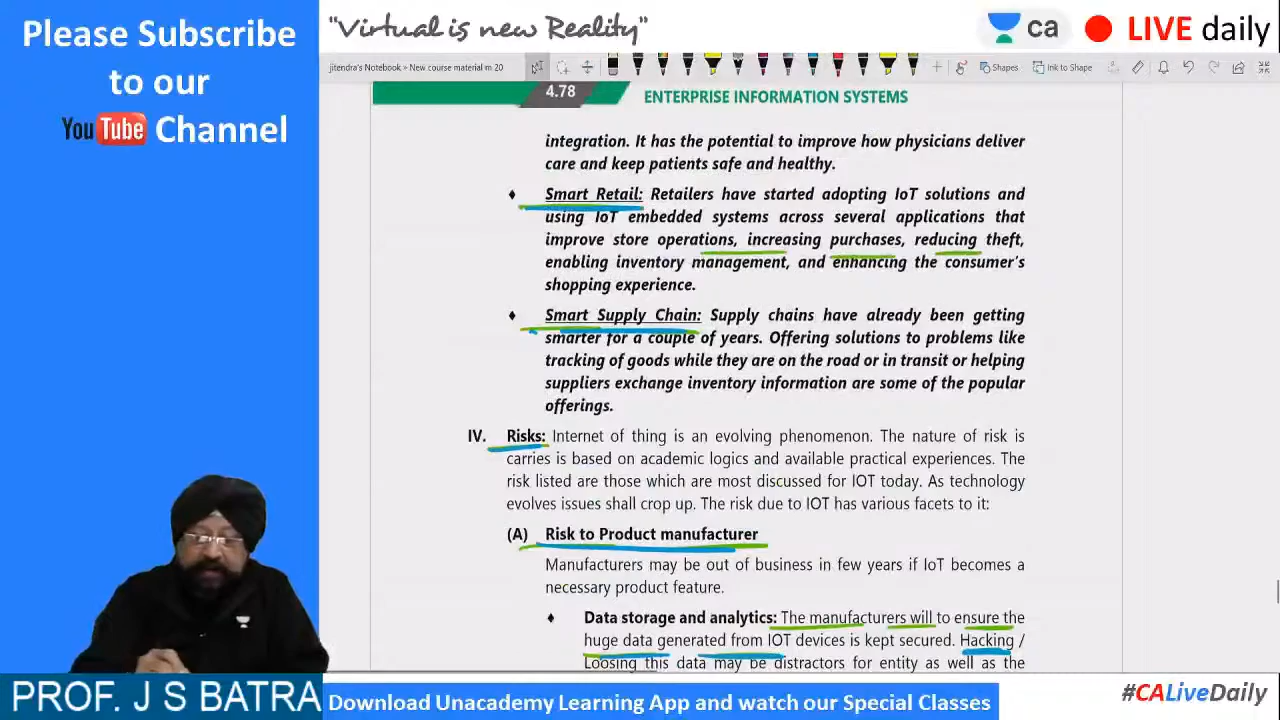 Please Subscribe
to our
YouTube Channel
"Virtual is new Reality"
ca
LIVE daily
jitendra's Notebook > New course material m 20
Shapes
Ink to Shape
4.78
ENTERPRISE INFORMATION SYSTEMS
integration. It has the potential to improve how physicians deliver
care and keep patients safe and healthy.
♦ Smart Retail: Retailers have started adopting IoT solutions and
using IoT embedded systems across several applications that
improve store operations, increasing purchases, reducing theft,
enabling inventory management, and enhancing the consumer's
shopping experience.
♦ Smart Supply Chain: Supply chains have already been getting
smarter for a couple of years. Offering solutions to problems like
tracking of goods while they are on the road or in transit or helping
suppliers exchange inventory information are some of the popular
offerings.
IV. Risks: Internet of thing is an evolving phenomenon. The nature of risk is
carries is based on academic logics and available practical experiences. The
risk listed are those which are most discussed for IOT today. As technology
evolves issues shall crop up. The risk due to IOT has various facets to it:
(A) Risk to Product manufacturer
Manufacturers may be out of business in few years if IoT becomes a
necessary product feature.
♦ Data storage and analytics: The manufacturers will to ensure the
huge data generated from IOT devices is kept secured. Hacking /
Loosing this data may be distractors for entity as well as the
PROF. J S BATRA
Download Unacademy Learning App and watch our Special Classes
#CALiveDaily